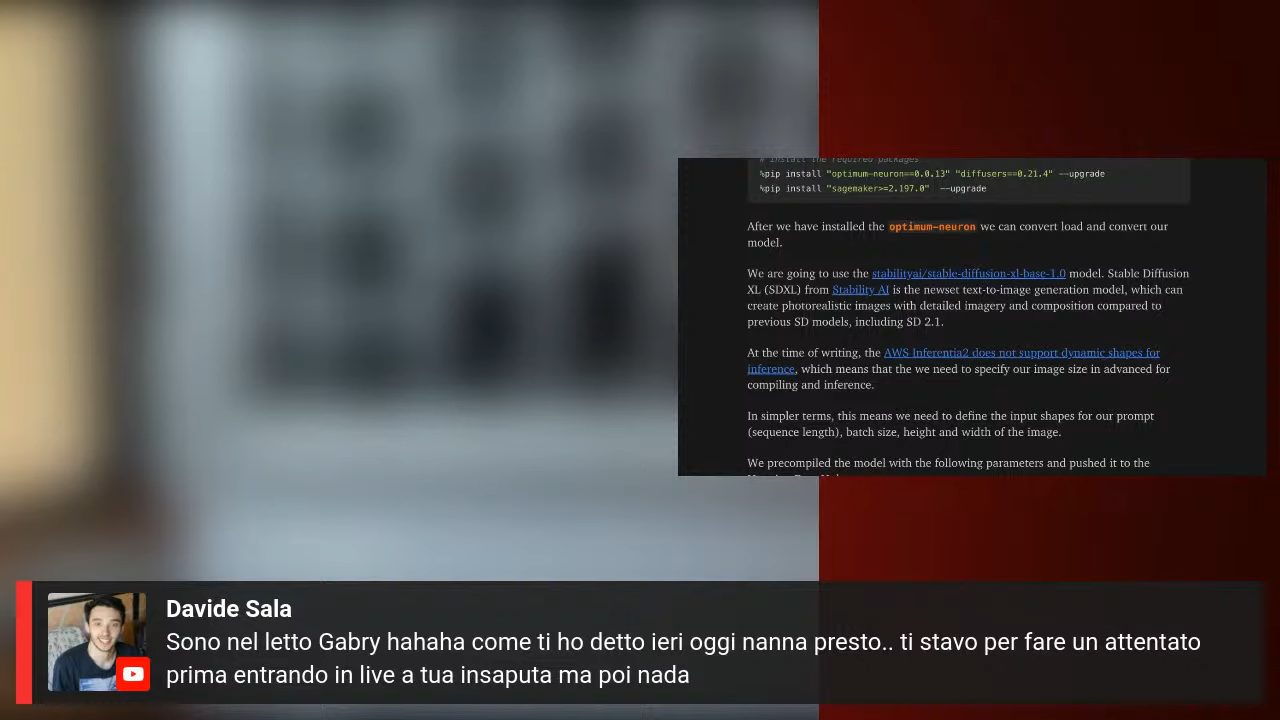 # Install the required packages
%pip install "optimum-neuron==0.0.13" "diffusers==0.21.4" --upgrade
%pip install "sagemaker>=2.197.0"  --upgrade
After we have installed the optimum-neuron we can convert load and convert our
model.
We are going to use the stabilityai/stable-diffusion-xl-base-1.0 model. Stable Diffusion
XL (SDXL) from Stability AI is the newset text-to-image generation model, which can
create photorealistic images with detailed imagery and composition compared to
previous SD models, including SD 2.1.
At the time of writing, the AWS Inferentia2 does not support dynamic shapes for
inference, which means that the we need to specify our image size in advanced for
compiling and inference.
In simpler terms, this means we need to define the input shapes for our prompt
(sequence length), batch size, height and width of the image.
We precompiled the model with the following parameters and pushed it to the
Davide Sala
Sono nel letto Gabry hahaha come ti ho detto ieri oggi nanna presto.. ti stavo per fare un attentato
prima entrando in live a tua insaputa ma poi nada